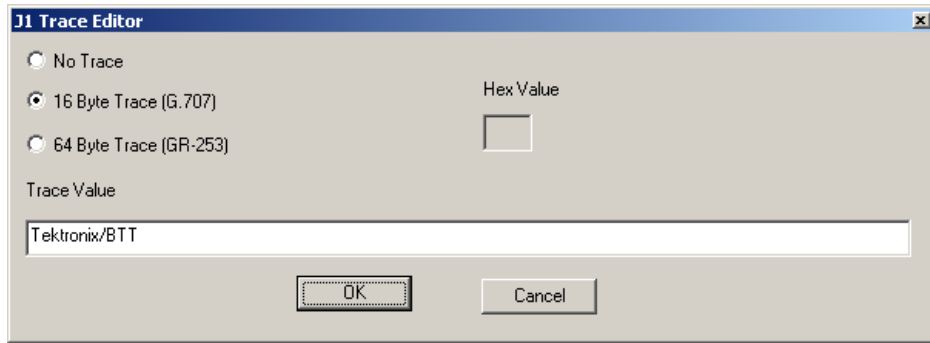 J1 Trace Editor
No Trace
16 Byte Trace (G.707)
Hex Value
64 Byte Trace (GR-253)
Trace Value
Tektronix/BTT
OK
Cancel